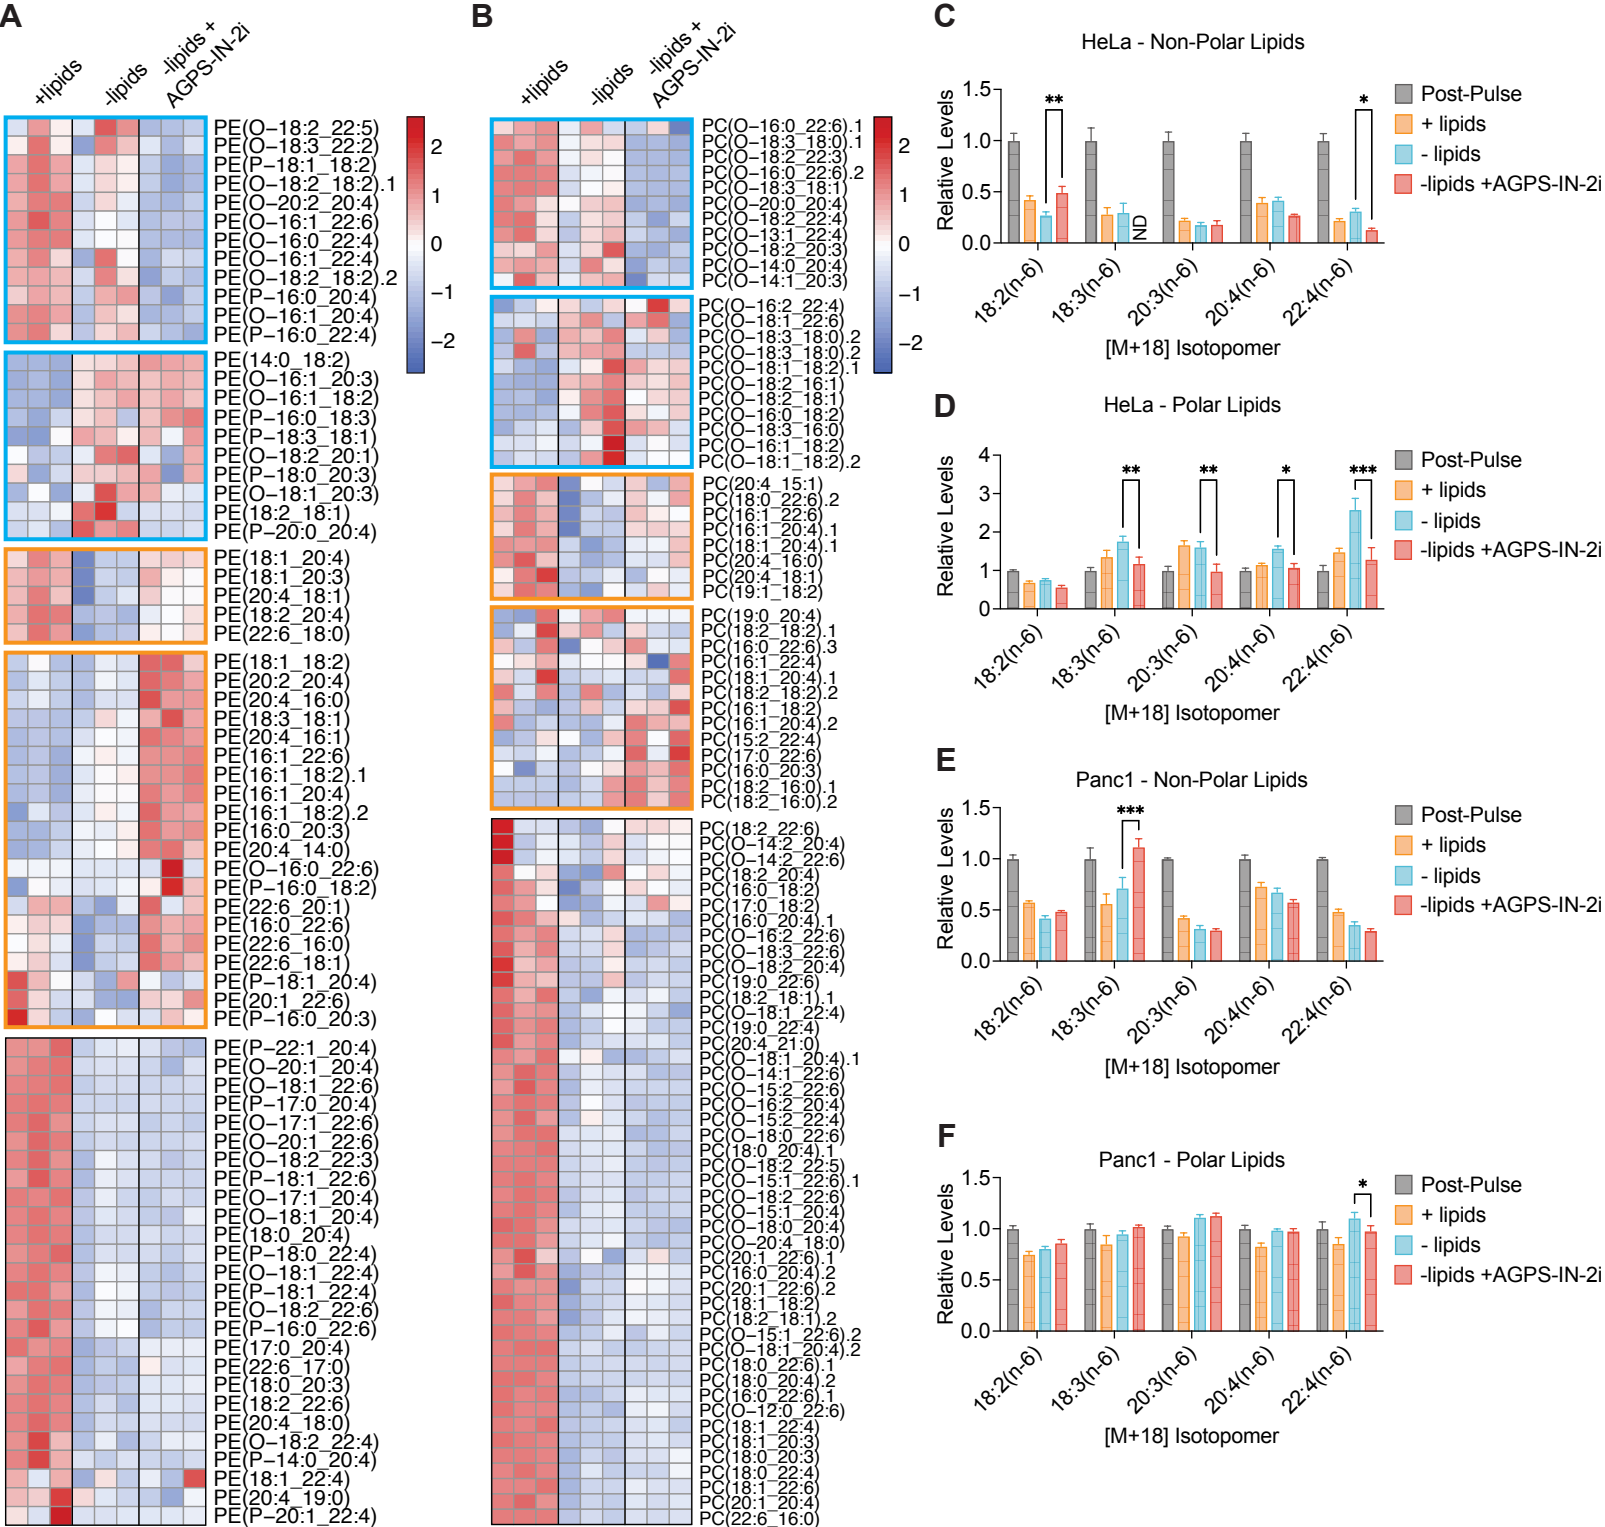 A
+lipids
-lipids
-lipids +
AGPS-IN-2i
PE(O−18:2_22:5)
PE(O−18:3_22:2)
PE(P−18:1_18:2)
PE(O−18:2_18:2).1
PE(O−20:2_20:4)
PE(O−16:1_22:6)
PE(O−16:0_22:4)
PE(O−16:1_22:4)
PE(O−18:2_18:2).2
PE(P−16:0_20:4)
PE(O−16:1_20:4)
PE(P−16:0_22:4)
PE(14:0_18:2)
PE(O−16:1_20:3)
PE(O−16:1_18:2)
PE(P−16:0_18:3)
PE(P−18:3_18:1)
PE(O−18:2_20:1)
PE(P−18:0_20:3)
PE(O−18:1_20:3)
PE(18:2_18:1)
PE(P−20:0_20:4)
PE(18:1_20:4)
PE(18:1_20:3)
PE(20:4_18:1)
PE(18:2_20:4)
PE(22:6_18:0)
PE(18:1_18:2)
PE(20:2_20:4)
PE(20:4_16:0)
PE(18:3_18:1)
PE(20:4_16:1)
PE(16:1_22:6)
PE(16:1_18:2).1
PE(16:1_20:4)
PE(16:1_18:2).2
PE(16:0_20:3)
PE(20:4_14:0)
PE(O−16:0_22:6)
PE(P−16:0_18:2)
PE(22:6_20:1)
PE(16:0_22:6)
PE(22:6_16:0)
PE(22:6_18:1)
PE(P−18:1_20:4)
PE(20:1_22:6)
PE(P−16:0_20:3)
PE(P−22:1_20:4)
PE(O−20:1_20:4)
PE(O−18:1_22:6)
PE(P−17:0_20:4)
PE(O−17:1_22:6)
PE(O−20:1_22:6)
PE(O−18:2_22:3)
PE(P−18:1_22:6)
PE(O−17:1_20:4)
PE(O−18:1_20:4)
PE(18:0_20:4)
PE(P−18:0_22:4)
PE(O−18:1_22:4)
PE(P−18:1_22:4)
PE(O−18:2_22:6)
PE(P−16:0_22:6)
PE(17:0_20:4)
PE(22:6_17:0)
PE(18:0_20:3)
PE(18:2_22:6)
PE(20:4_18:0)
PE(O−18:2_22:4)
PE(P−14:0_20:4)
PE(18:1_22:4)
PE(20:4_19:0)
PE(P−20:1_22:4)
2
1
0
−1
−2
B
+lipids
-lipids
-lipids +
AGPS-IN-2i
PC(O−16:0_22:6).1
PC(O−18:3_18:0).1
PC(O−18:2_22:3)
PC(O−16:0_22:6).2
PC(O−18:3_18:1)
PC(O−20:0_20:4)
PC(O−18:2_22:4)
PC(O−13:1_22:4)
PC(O−18:2_20:3)
PC(O−14:0_20:4)
PC(O−14:1_20:3)
PC(O−16:2_22:4)
PC(O−18:1_22:6)
PC(O−18:3_18:0).2
PC(O−18:3_18:0).2
PC(O−18:1_18:2).1
PC(O−18:2_16:1)
PC(O−18:2_18:1)
PC(O−16:0_18:2)
PC(O−18:3_16:0)
PC(O−16:1_18:2)
PC(O−18:1_18:2).2
PC(20:4_15:1)
PC(18:0_22:6).2
PC(16:1_22:6)
PC(16:1_20:4).1
PC(18:1_20:4).1
PC(20:4_16:0)
PC(20:4_18:1)
PC(19:1_18:2)
PC(19:0_20:4)
PC(18:2_18:2).1
PC(16:0_22:6).3
PC(16:1_22:4)
PC(18:1_20:4).1
PC(18:2_18:2).2
PC(16:1_18:2)
PC(16:1_20:4).2
PC(15:2_22:4)
PC(17:0_22:6)
PC(16:0_20:3)
PC(18:2_16:0).1
PC(18:2_16:0).2
PC(18:2_22:6)
PC(O−14:2_20:4)
PC(O−14:2_22:6)
PC(18:2_20:4)
PC(16:0_18:2)
PC(17:0_18:2)
PC(16:0_20:4).1
PC(O−16:2_22:6)
PC(O−18:3_22:6)
PC(O−18:2_20:4)
PC(19:0_22:6)
PC(18:2_18:1).1
PC(O−18:1_22:4)
PC(19:0_22:4)
PC(20:4_21:0)
PC(O−18:1_20:4).1
PC(O−14:1_22:6)
PC(O−15:2_22:6)
PC(O−16:2_20:4)
PC(O−15:2_22:4)
PC(O−18:0_22:6)
PC(18:0_20:4).1
PC(O−18:2_22:5)
PC(O−15:1_22:6).1
PC(O−18:2_22:6)
PC(O−15:1_20:4)
PC(O−18:0_20:4)
PC(O−20:4_18:0)
PC(20:1_22:6).1
PC(16:0_20:4).2
PC(20:1_22:6).2
PC(18:1_18:2)
PC(18:2_18:1).2
PC(O−15:1_22:6).2
PC(O−18:1_20:4).2
PC(18:0_22:6).1
PC(18:0_20:4).2
PC(16:0_22:6).1
PC(O−12:0_22:6)
PC(18:1_22:4)
PC(18:1_20:3)
PC(18:0_20:3)
PC(18:0_22:4)
PC(18:1_22:6)
PC(20:1_20:4)
PC(22:6_16:0)
2
1
0
−1
−2
C
HeLa - Non-Polar Lipids
Relative Levels
1.5
1.0
0.5
0.0
**
ND
*
18:2(n-6)
18:3(n-6)
20:3(n-6)
20:4(n-6)
22:4(n-6)
[M+18] Isotopomer
Post-Pulse
+ lipids
- lipids
-lipids +AGPS-IN-2i
D
HeLa - Polar Lipids
Relative Levels
4
3
2
1
0
**
**
*
***
18:2(n-6)
18:3(n-6)
20:3(n-6)
20:4(n-6)
22:4(n-6)
[M+18] Isotopomer
Post-Pulse
+ lipids
- lipids
-lipids +AGPS-IN-2i
E
Panc1 - Non-Polar Lipids
Relative Levels
1.5
1.0
0.5
0.0
***
18:2(n-6)
18:3(n-6)
20:3(n-6)
20:4(n-6)
22:4(n-6)
[M+18] Isotopomer
Post-Pulse
+ lipids
- lipids
-lipids +AGPS-IN-2i
F
Panc1 - Polar Lipids
Relative Levels
1.5
1.0
0.5
0.0
*
18:2(n-6)
18:3(n-6)
20:3(n-6)
20:4(n-6)
22:4(n-6)
[M+18] Isotopomer
Post-Pulse
+ lipids
- lipids
-lipids +AGPS-IN-2i